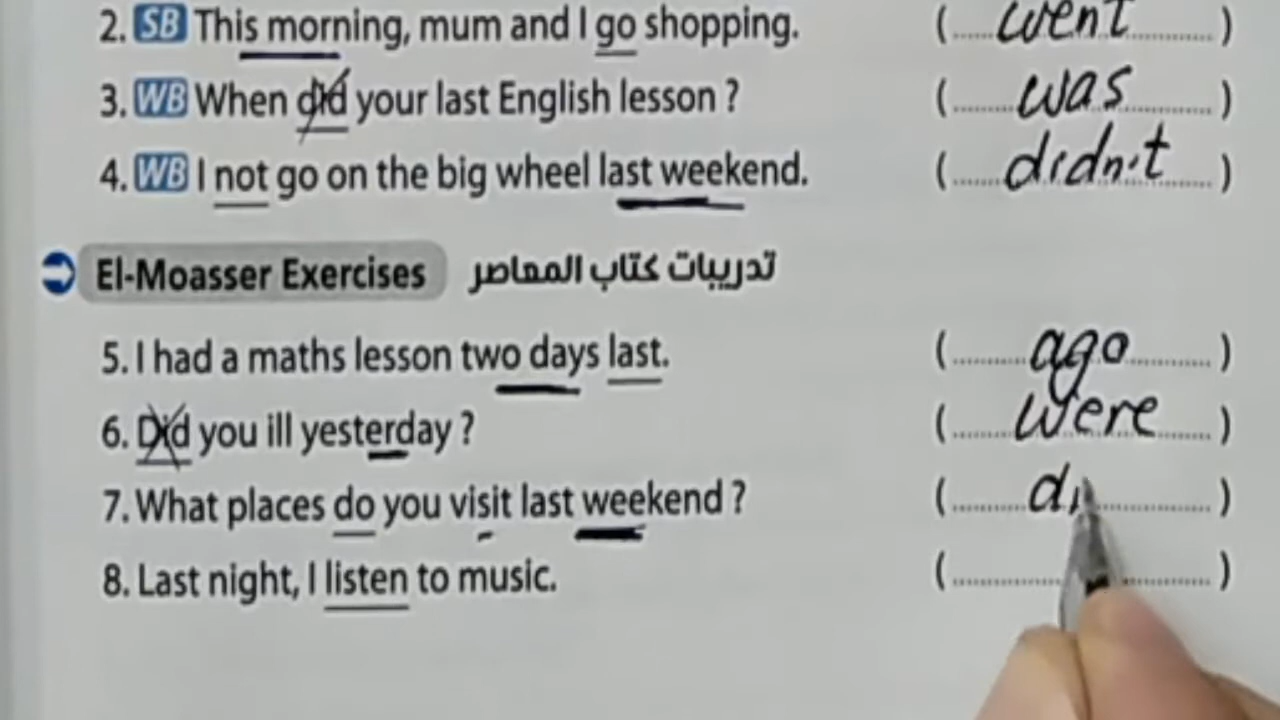 2. SB This morning, mum and I go shopping. (......went......)
3. WB When did your last English lesson ? (......was......)
4. WB I not go on the big wheel last weekend. (......didn't......)
El-Moasser Exercises تدريبات كتاب المعاصر
5. I had a maths lesson two days last. (......ago......)
6. Did you ill yesterday ? (......were......)
7. What places do you visit last weekend ? (......di......)
8. Last night, I listen to music. (............)